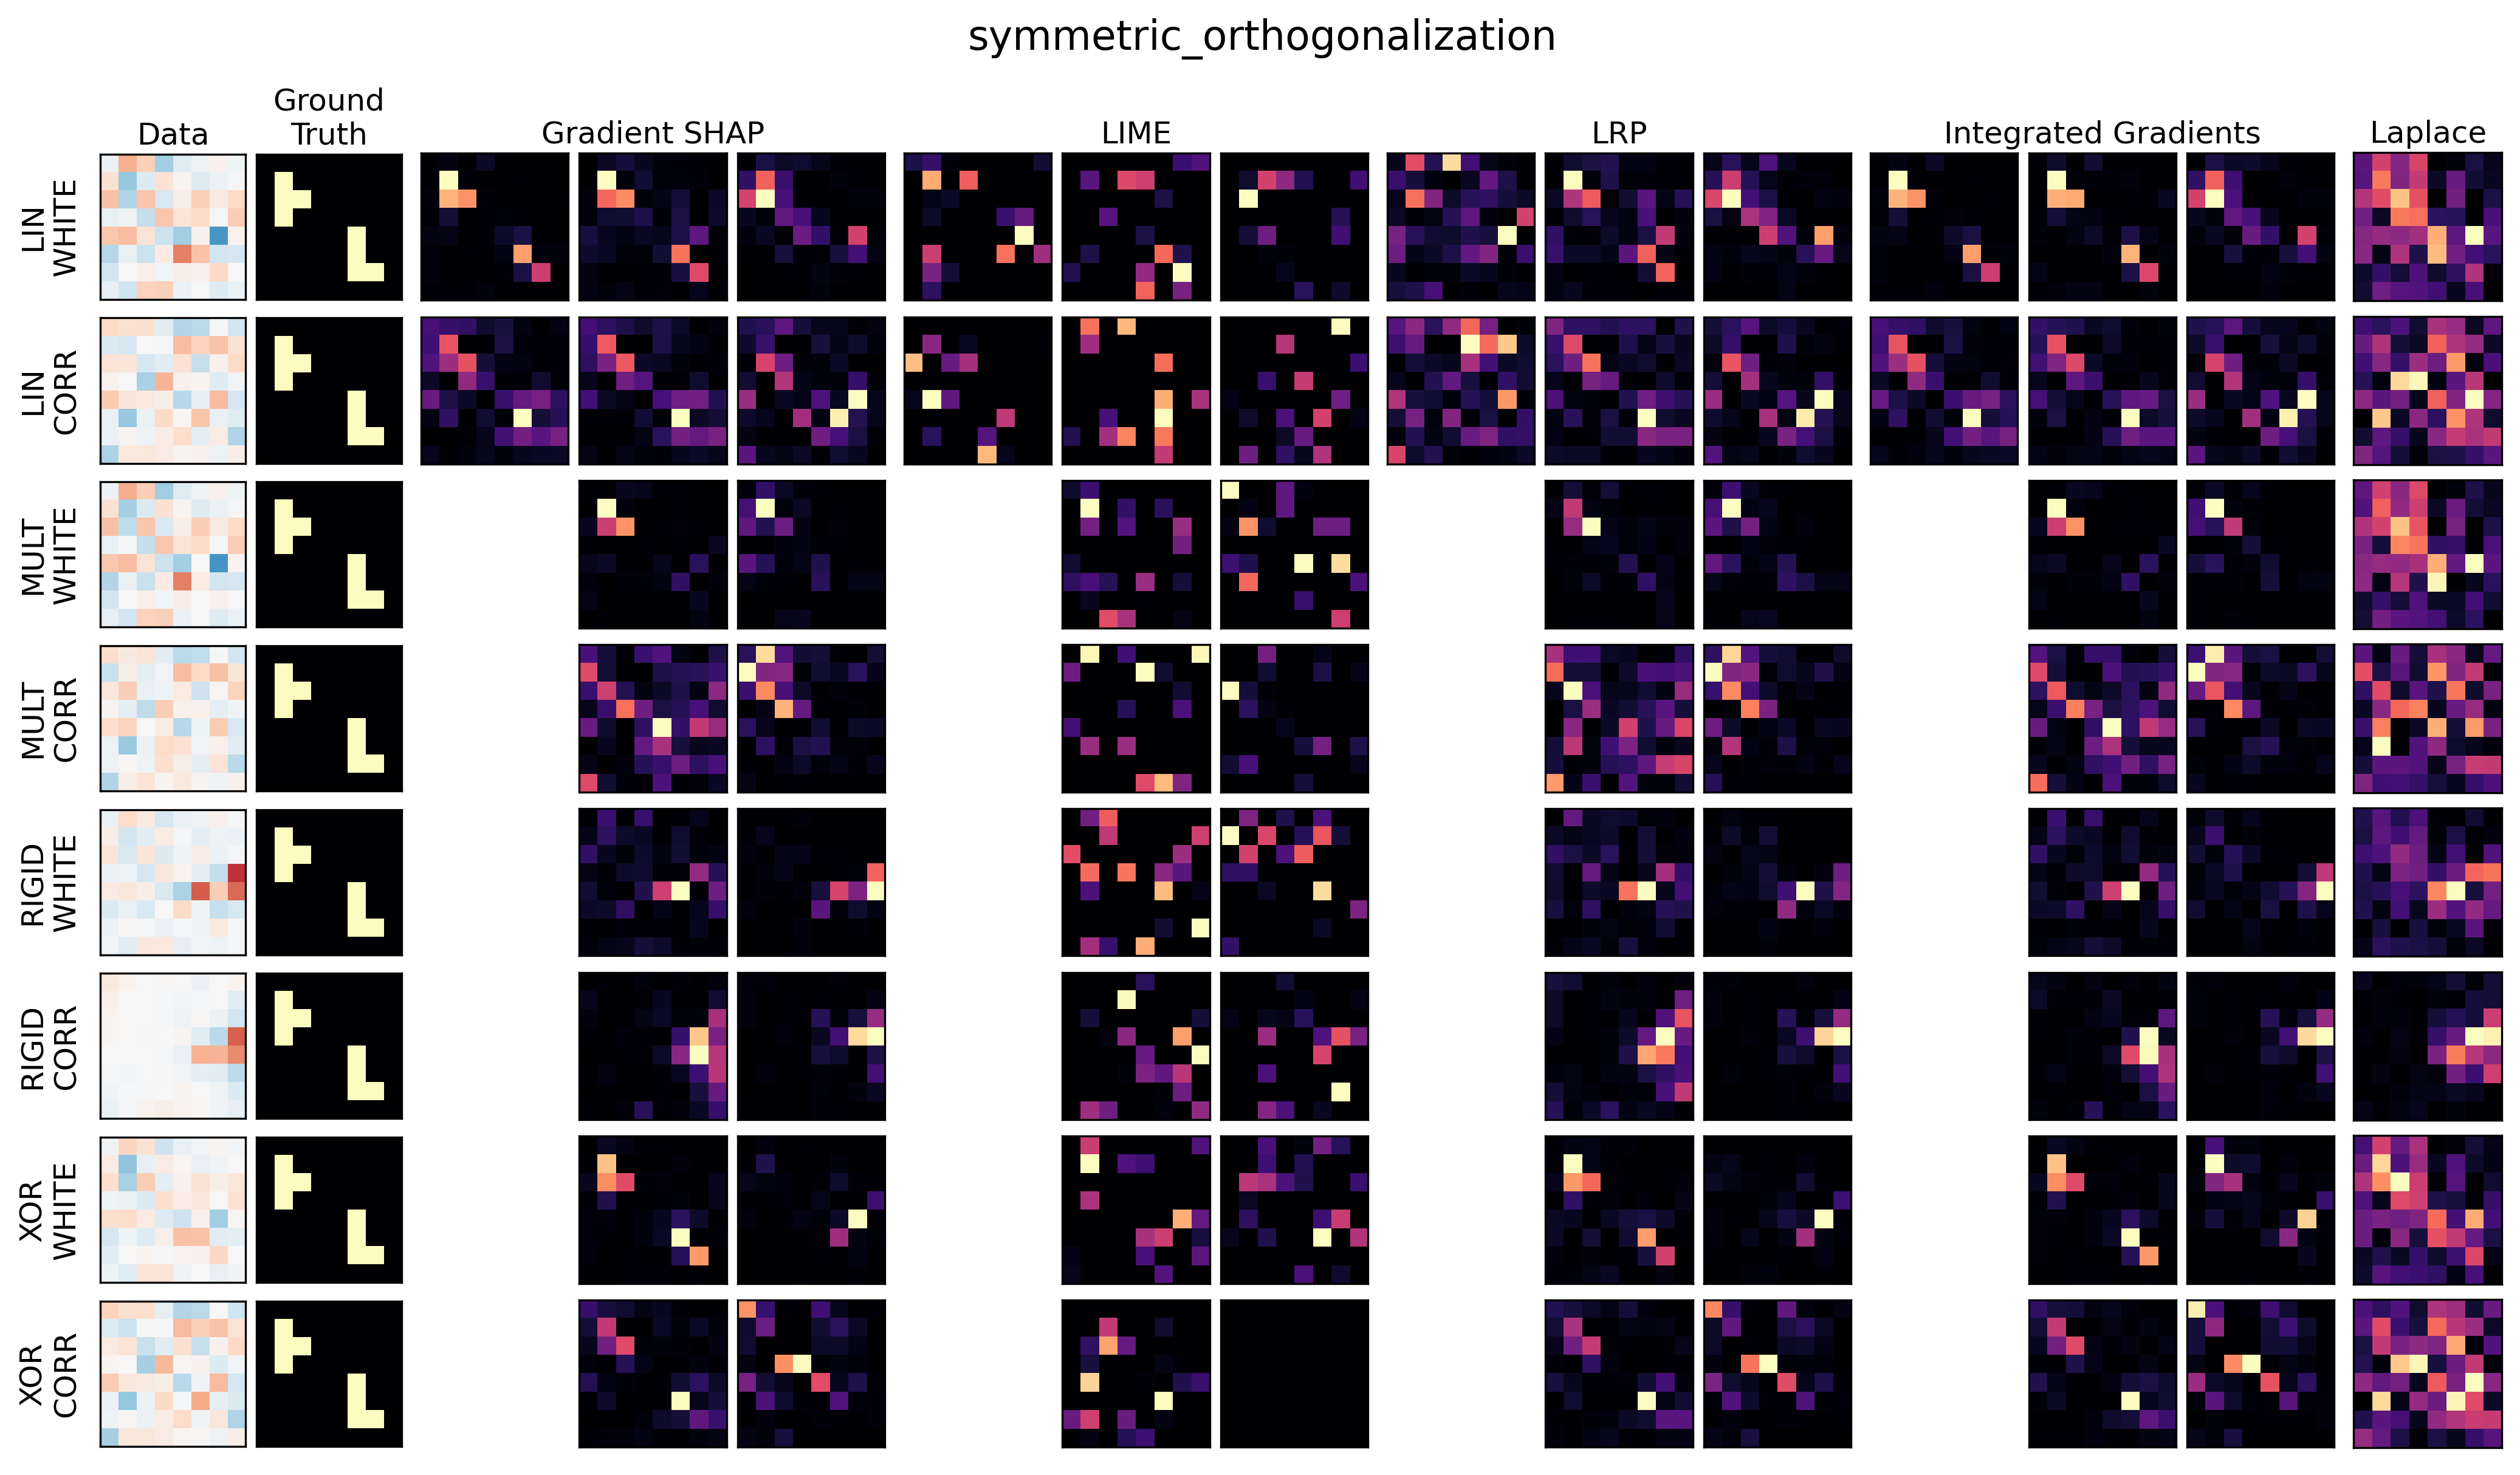 symmetric_orthogonalization
Ground
Data Truth Gradient SHAP LIME LRP Integrated Gradients Laplace
LIN
WHITE
LIN
CORR
MULT
WHITE
MULT
CORR
RIGID
WHITE
RIGID
CORR
XOR
WHITE
XOR
CORR